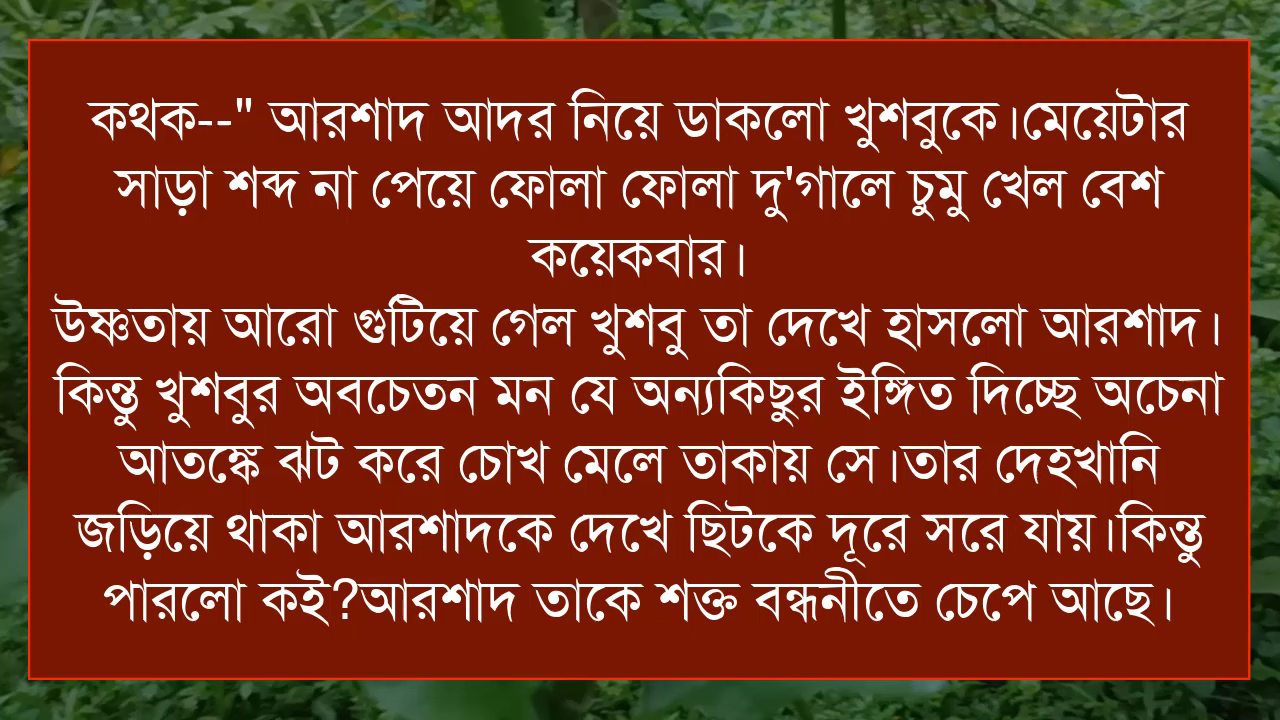 কথক--" আরশাদ আদর নিয়ে ডাকলো খুশবুকে।মেয়েটার
সাড়া শব্দ না পেয়ে ফোলা ফোলা দু'গালে চুমু খেল বেশ
কয়েকবার।
উষ্ণতায় আরো গুটিয়ে গেল খুশবু তা দেখে হাসলো আরশাদ।
কিন্তু খুশবুর অবচেতন মন যে অন্যকিছুর ইঙ্গিত দিচ্ছে অচেনা
আতঙ্কে ঝট করে চোখ মেলে তাকায় সে।তার দেহখানি
জড়িয়ে থাকা আরশাদকে দেখে ছিটকে দূরে সরে যায়।কিন্তু
পারলো কই?আরশাদ তাকে শক্ত বন্ধনীতে চেপে আছে।